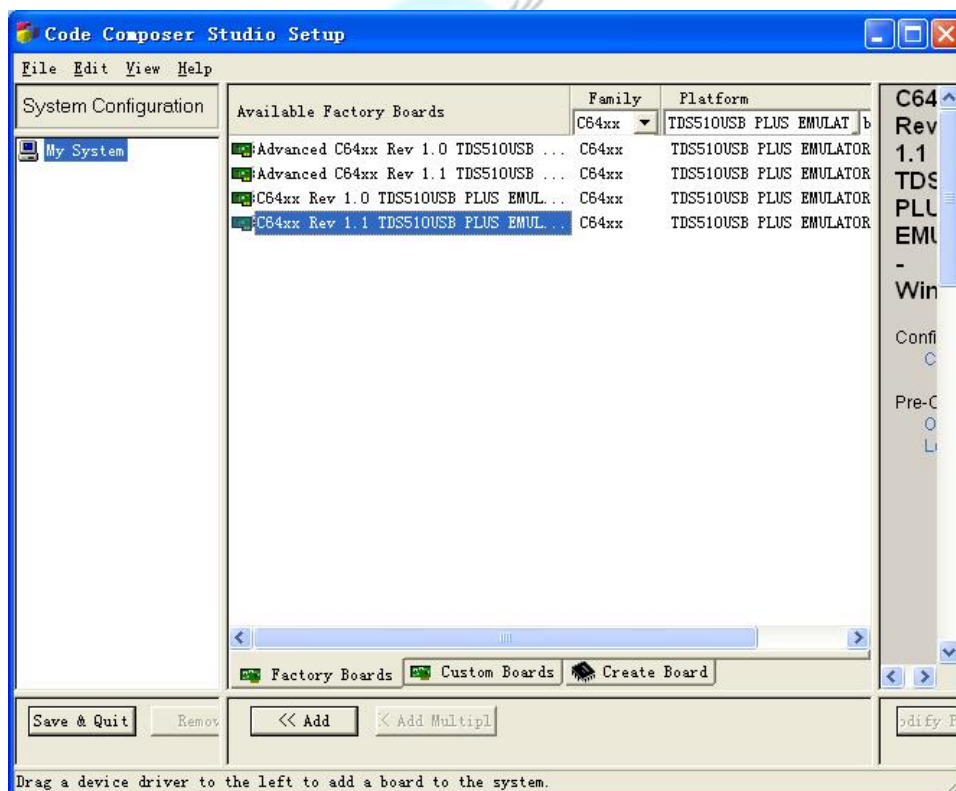 Code Composer Studio Setup
File Edit View Help
System Configuration
My System
Available Factory Boards Family Platform
C64xx TDS510USB PLUS EMULAT b
Advanced C64xx Rev 1.0 TDS510USB ... C64xx TDS510USB PLUS EMULATOR
Advanced C64xx Rev 1.1 TDS510USB ... C64xx TDS510USB PLUS EMULATOR
C64xx Rev 1.0 TDS510USB PLUS EMUL... C64xx TDS510USB PLUS EMULATOR
C64xx Rev 1.1 TDS510USB PLUS EMUL... C64xx TDS510USB PLUS EMULATOR
Factory Boards Custom Boards Create Board
C64
Rev
1.1
TDS
PLU
EMU
-
Win
Confi
C
Pre-C
O
L
Save & Quit Remov << Add < Add Multipl odify P
Drag a device driver to the left to add a board to the system.